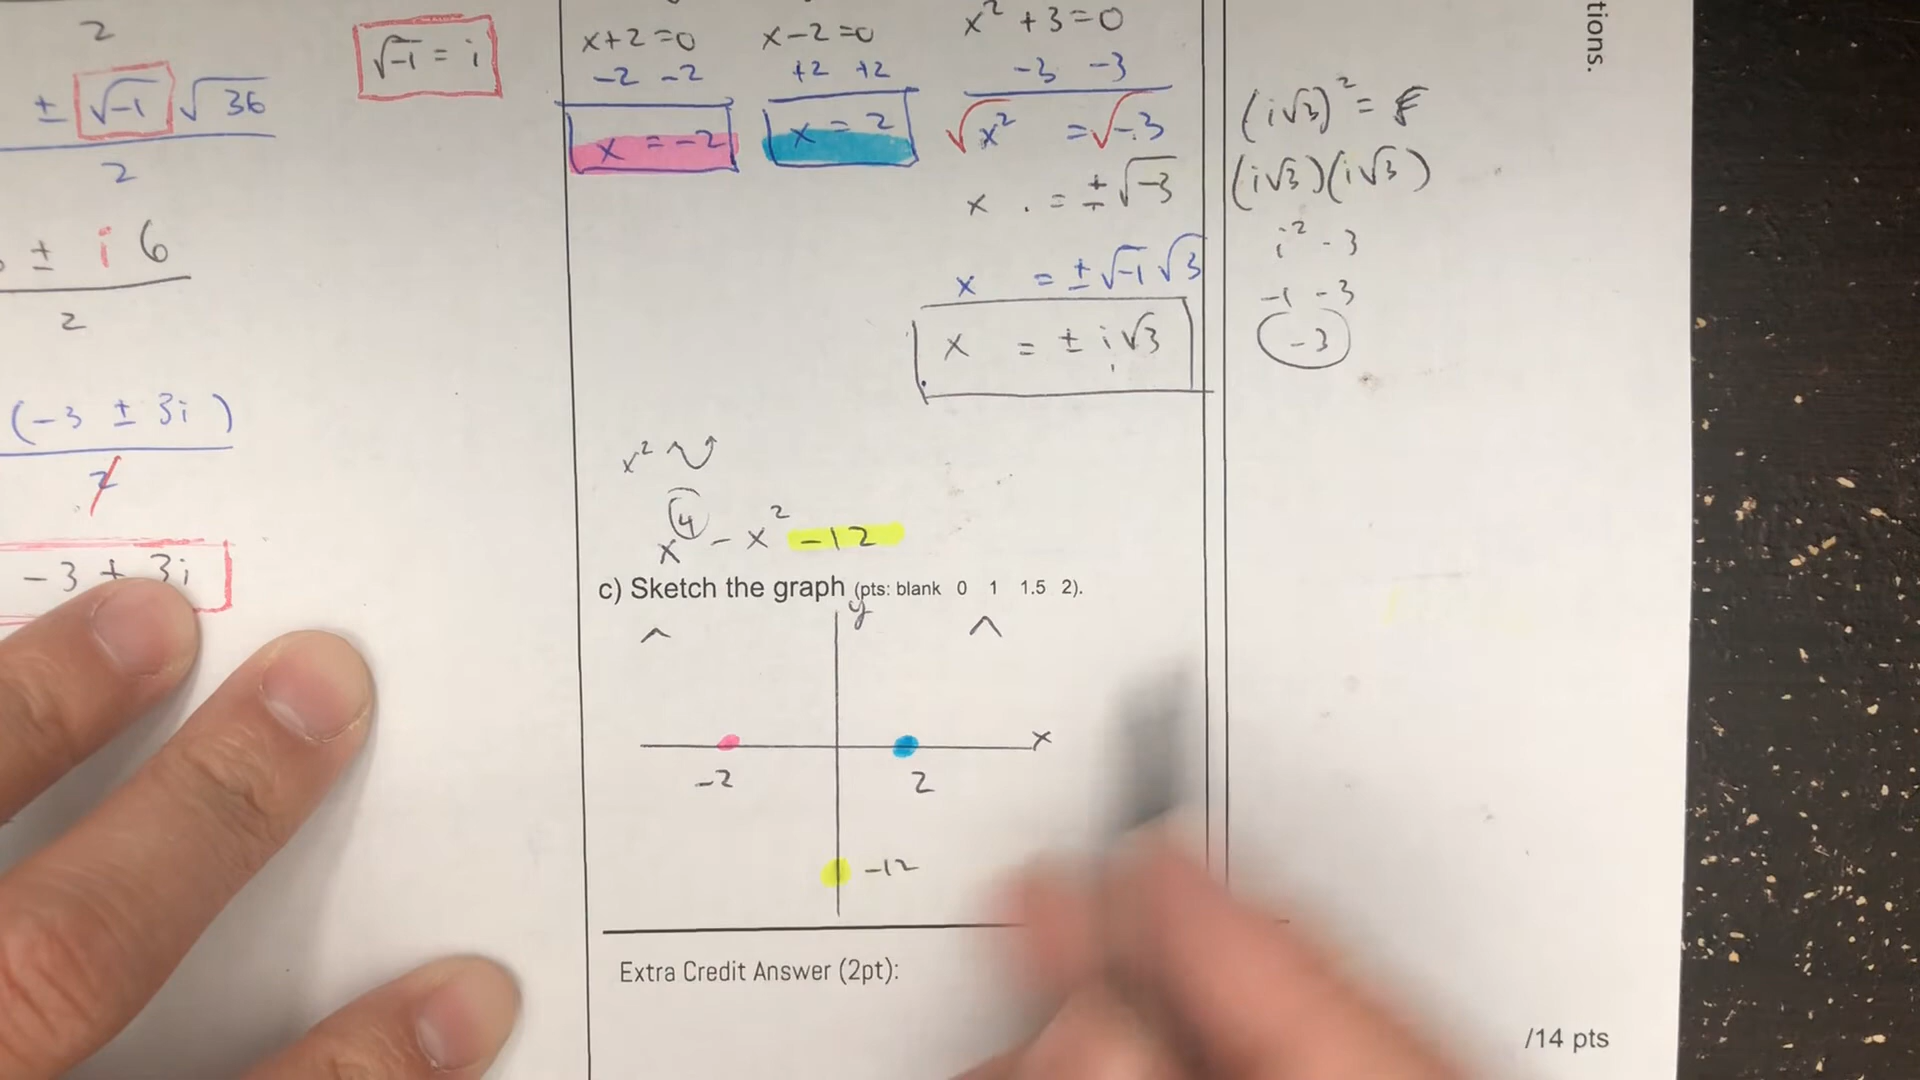 2
± √-1 √36
2
± i 6
2
(-3 ± 3i)
2
-3 ± 3i
√-1 = i
x+2=0
-2 -2
x = -2
x-2=0
+2 +2
x = 2
x² + 3 = 0
-3 -3
√x² = √-3
x = ±√-3
x = ±√-1 √3
x = ± i√3
(i√3)² =
(i√3)(i√3)
i² · 3
-1 · 3
-3
tions.
x²
x⁴ - x² -12
c) Sketch the graph (pts: blank 0 1 1.5 2).
y
x
-2
2
-12
Extra Credit Answer (2pt):
/14 pts